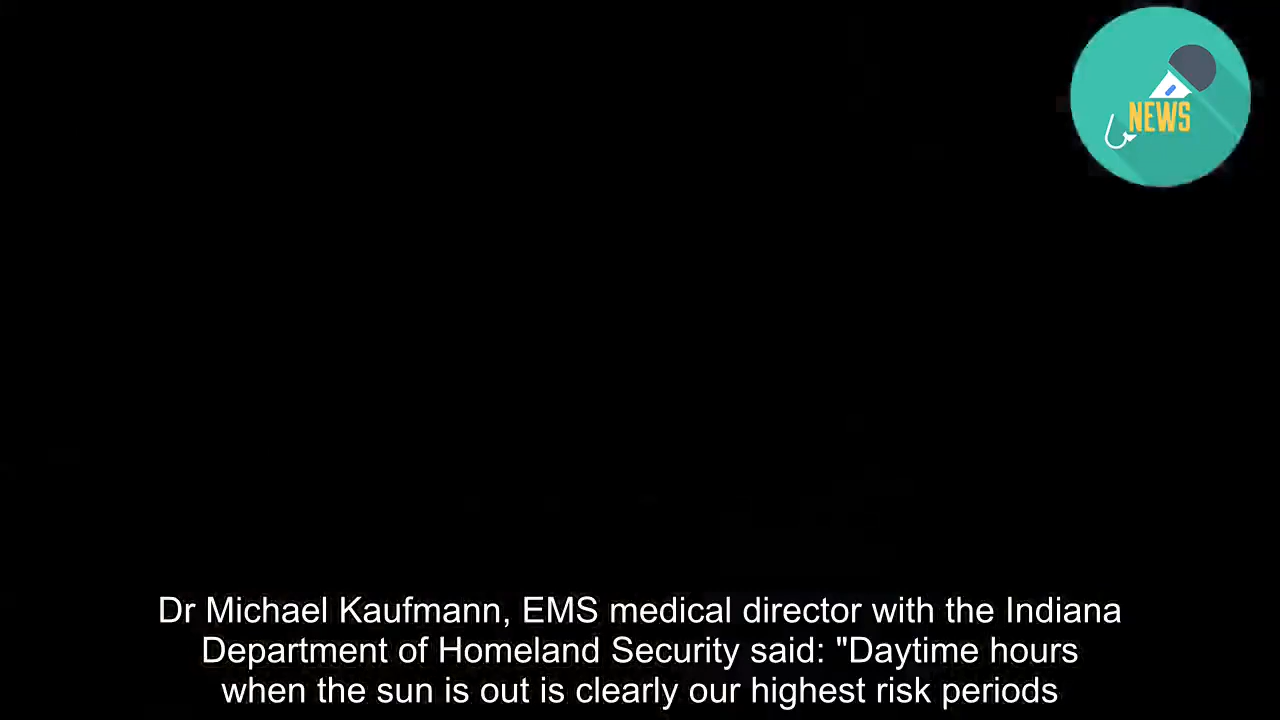 NEWS
Dr Michael Kaufmann, EMS medical director with the Indiana
Department of Homeland Security said: "Daytime hours
when the sun is out is clearly our highest risk periods